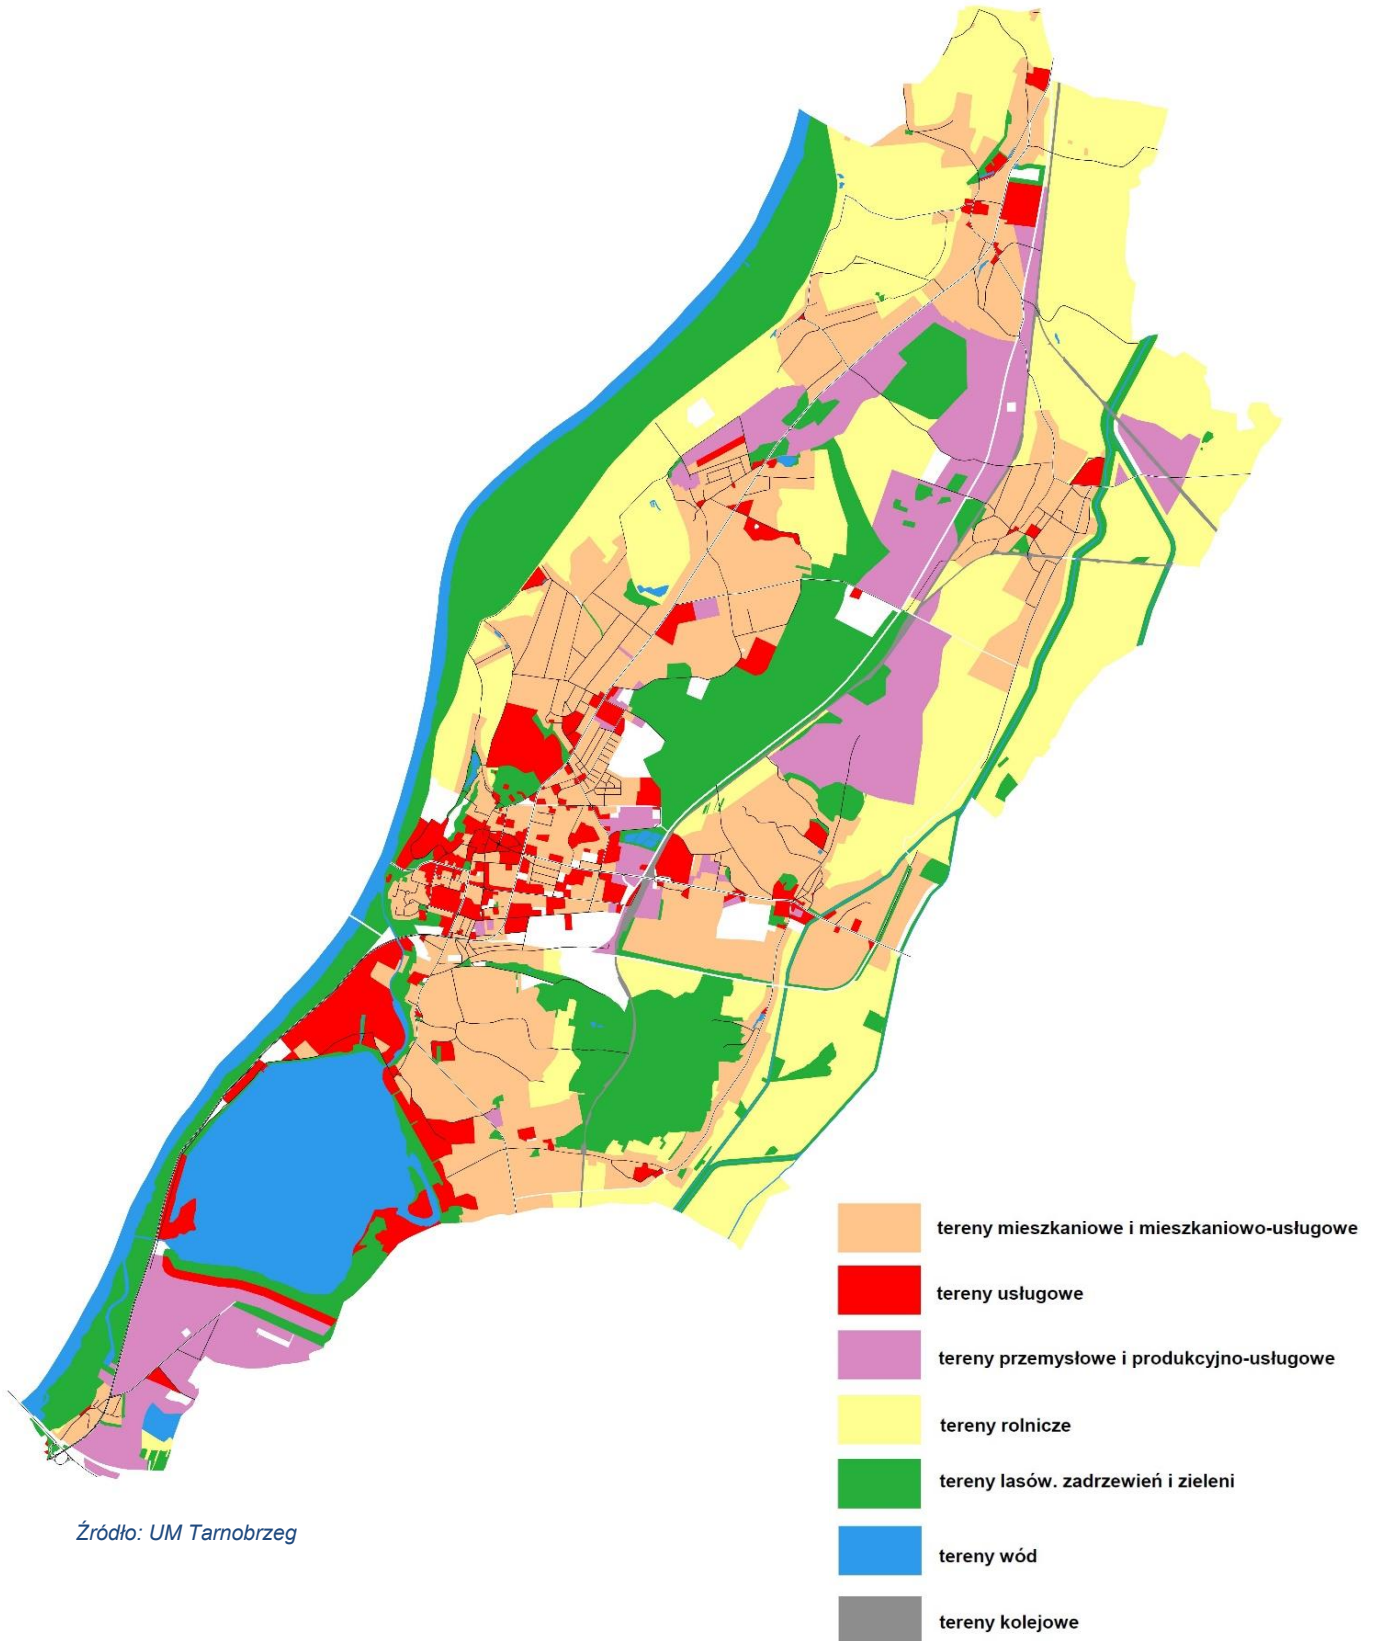 tereny mieszkaniowe i mieszkaniowo-usługowe
tereny usługowe
tereny przemysłowe i produkcyjno-usługowe
tereny rolnicze
tereny lasów. zadrzewień i zieleni
Źródło: UM Tarnobrzeg
tereny wód
tereny kolejowe